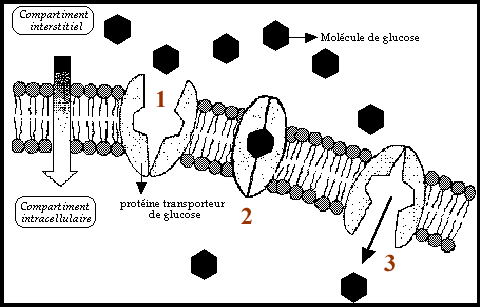 Compartiment
interstitiel
Molécule de glucose
1
protéine transporteur
de glucose
2
3
Compartiment
intracellulaire